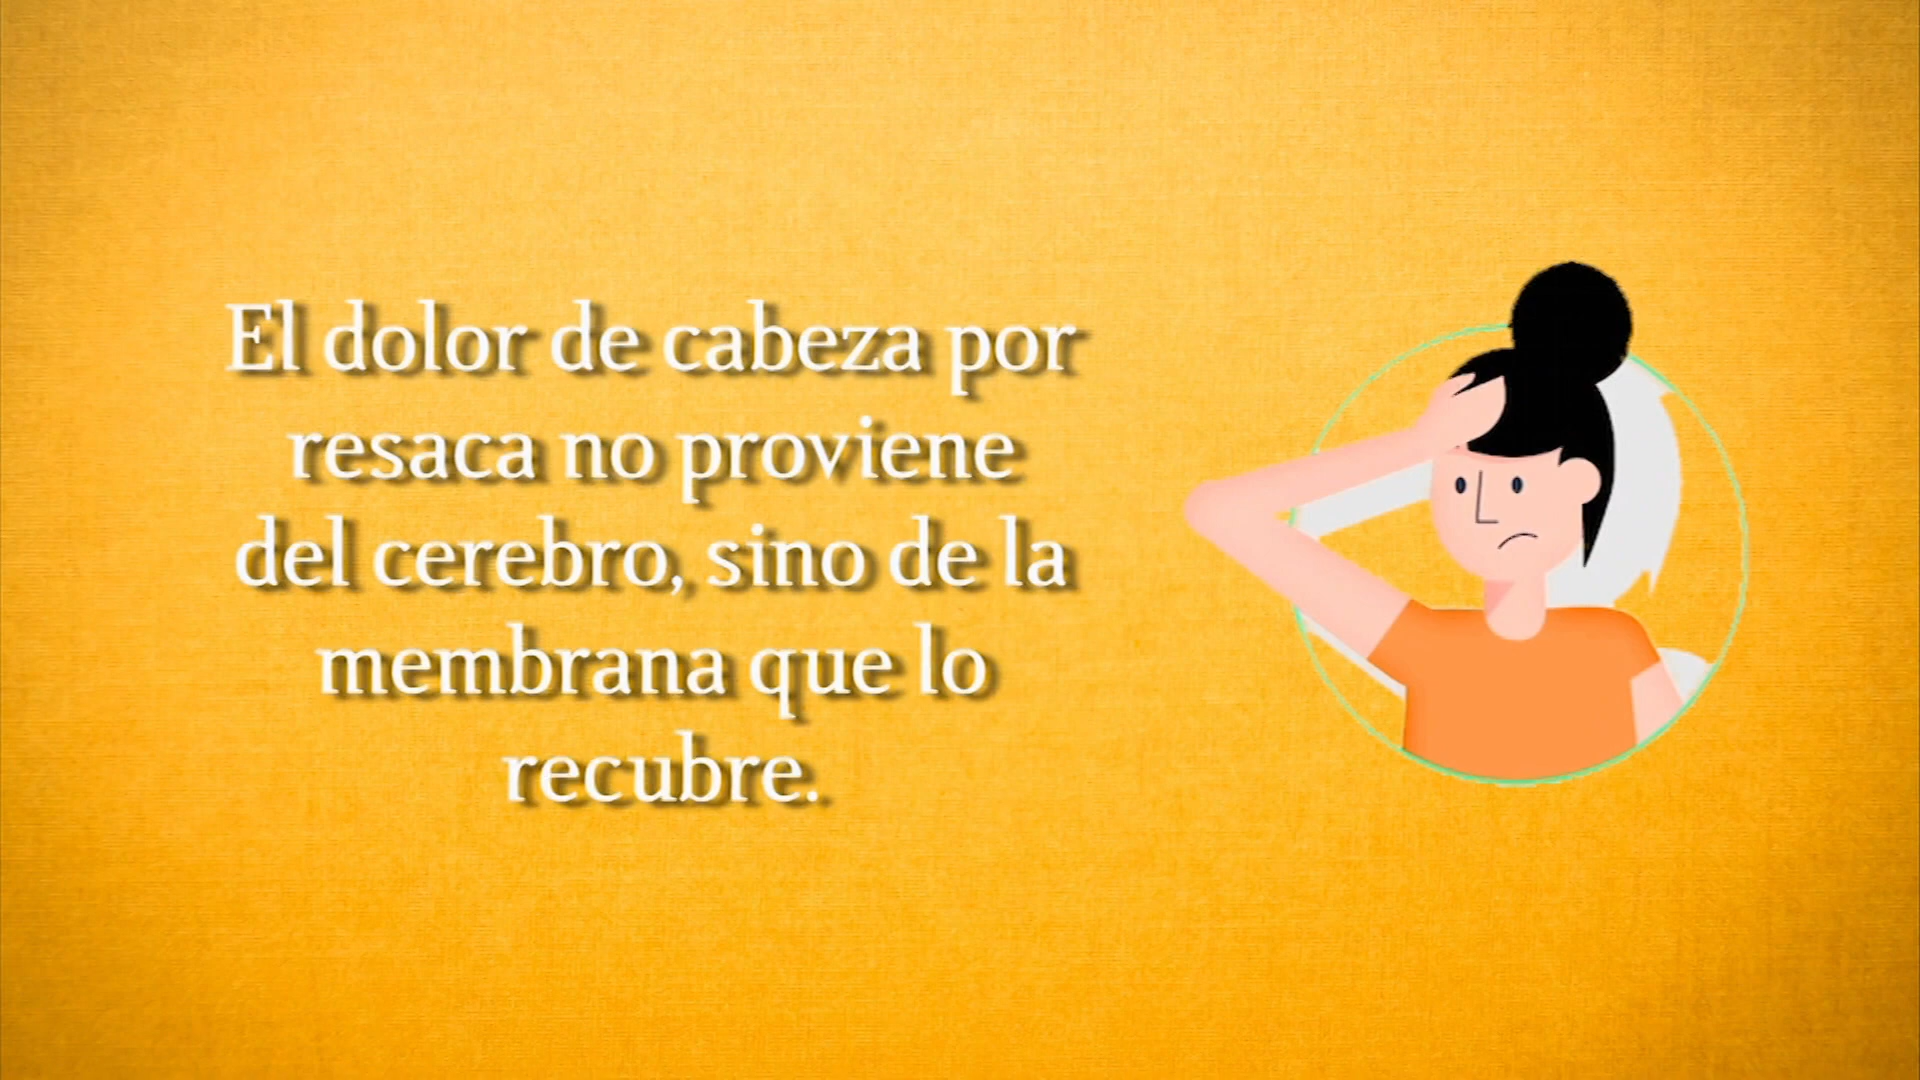 El dolor de cabeza por
resaca no proviene
del cerebro, sino de la
membrana que lo
recubre.